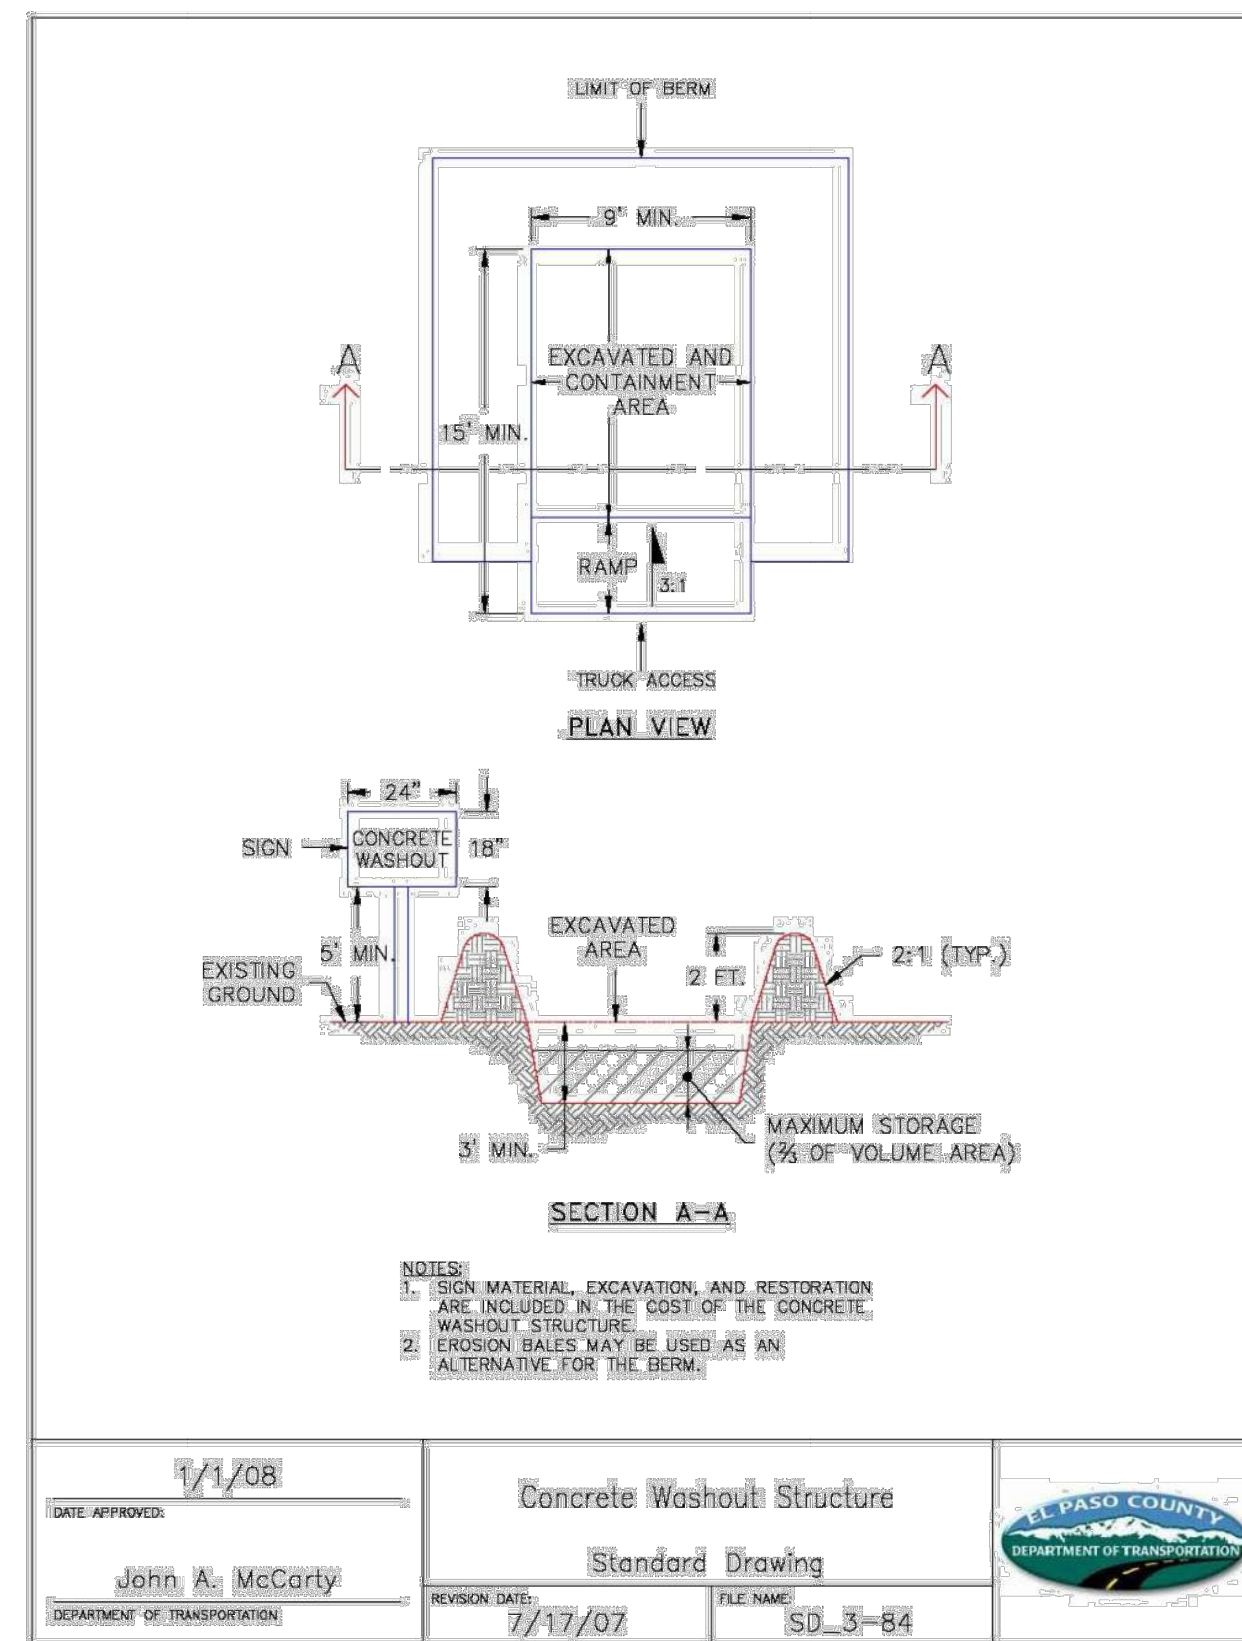 LIMIT OF BERM
9' MIN.
A
A
EXCAVATED AND
CONTAINMENT
AREA
15' MIN.
RAMP
3:1
TRUCK ACCESS
PLAN VIEW
24"
SIGN
CONCRETE
WASHOUT
18"
EXCAVATED
AREA
5' MIN.
2 FT.
2:1 (TYP.)
EXISTING
GROUND
3' MIN.
MAXIMUM STORAGE
(⅔ OF VOLUME AREA)
SECTION A-A
NOTES:
1. SIGN MATERIAL, EXCAVATION, AND RESTORATION
ARE INCLUDED IN THE COST OF THE CONCRETE
WASHOUT STRUCTURE.
2. EROSION BALES MAY BE USED AS AN
ALTERNATIVE FOR THE BERM.
1/1/08
DATE APPROVED:
John A. McCarty
DEPARTMENT OF TRANSPORTATION
Concrete Washout Structure
Standard Drawing
REVISION DATE:
7/17/07
FILE NAME:
SD_3-84
EL PASO COUNTY
DEPARTMENT OF TRANSPORTATION